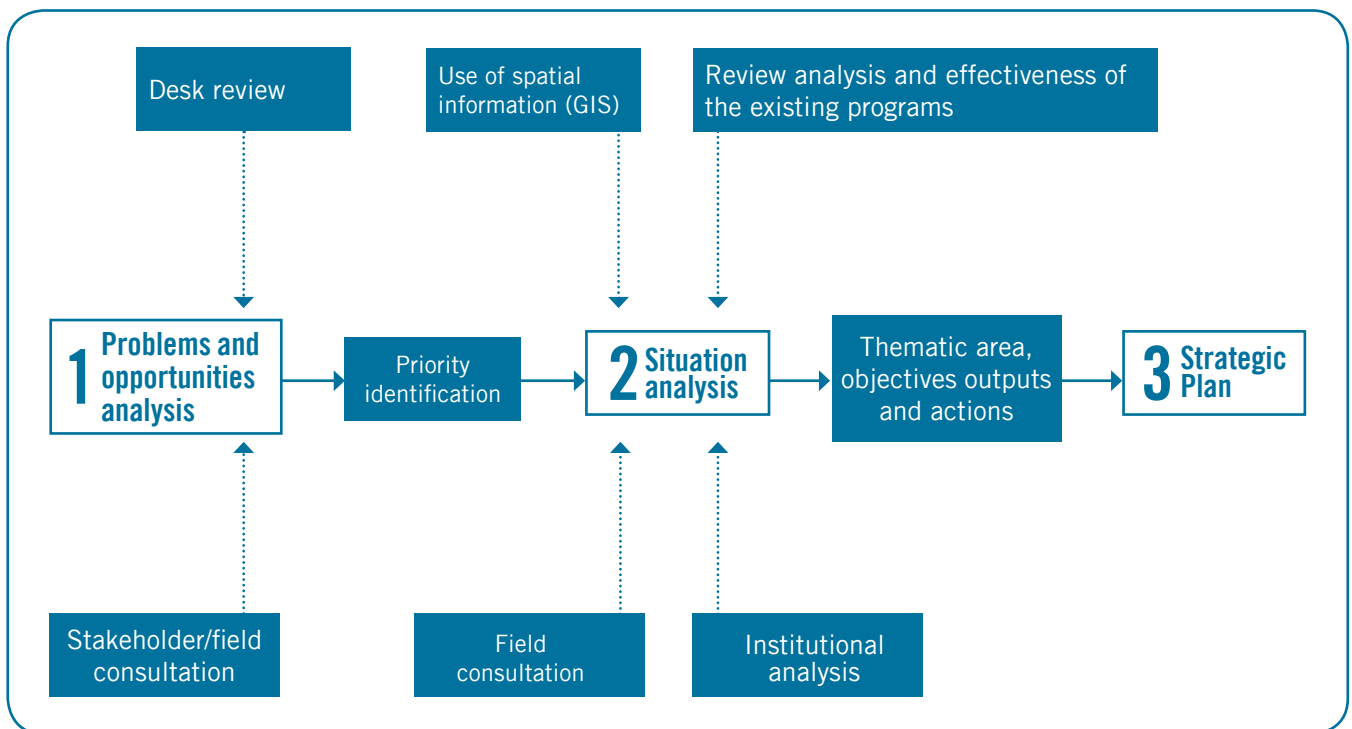 Desk review
Use of spatial
information (GIS)
Review analysis and effectiveness of
the existing programs
1 Problems and
opportunities
analysis
Priority
identification
2 Situation
analysis
Thematic area,
objectives outputs
and actions
3 Strategic
Plan
Stakeholder/field
consultation
Field
consultation
Institutional
analysis